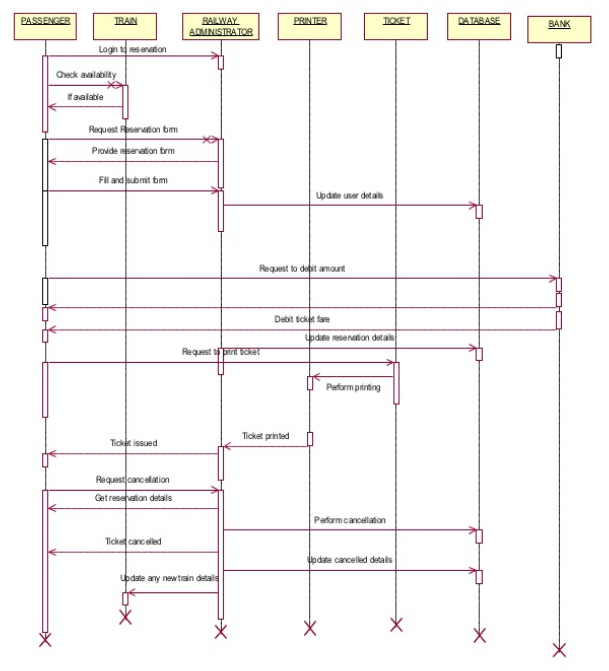 PASSENGER
TRAIN
RAILWAY
ADMINISTRATOR
PRINTER
TICKET
DATABASE
BANK
Login to reservation
Check availability
If available
Request Reservation form
Provide reservation form
Fill and submit form
Update user details
Request to debit amount
Debit ticket fare
Update reservation details
Request to print ticket
Perform printing
Ticket printed
Ticket issued
Request cancellation
Get reservation details
Perform cancellation
Ticket cancelled
Update cancelled details
Update any new train details